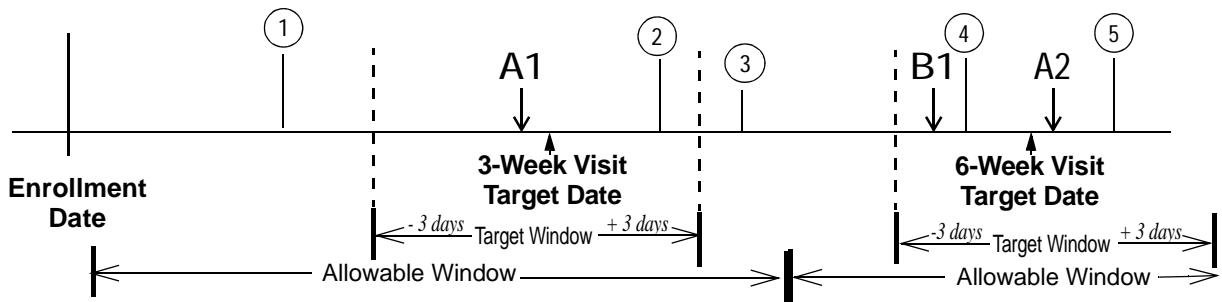 1
2
3
4
5
A1
B1
A2
Enrollment
Date
3-Week Visit
Target Date
6-Week Visit
Target Date
- 3 days Target Window + 3 days
-3 days Target Window + 3 days
Allowable Window
Allowable Window